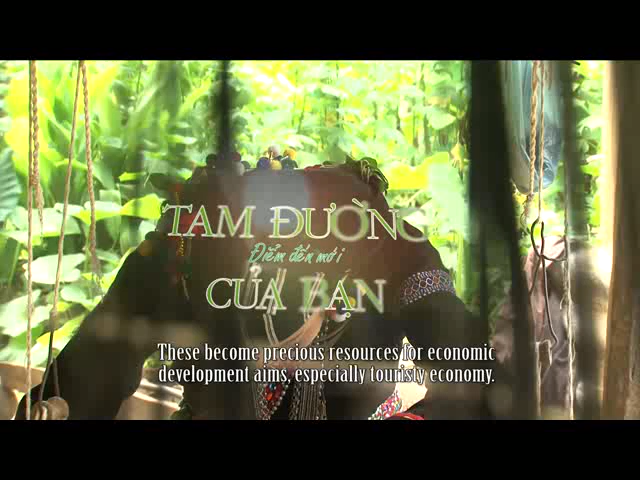 TAM ĐƯỜNG
Điểm đến mới
CỦA BẠN
These become precious resources for economic
development aims, especially touristy economy.